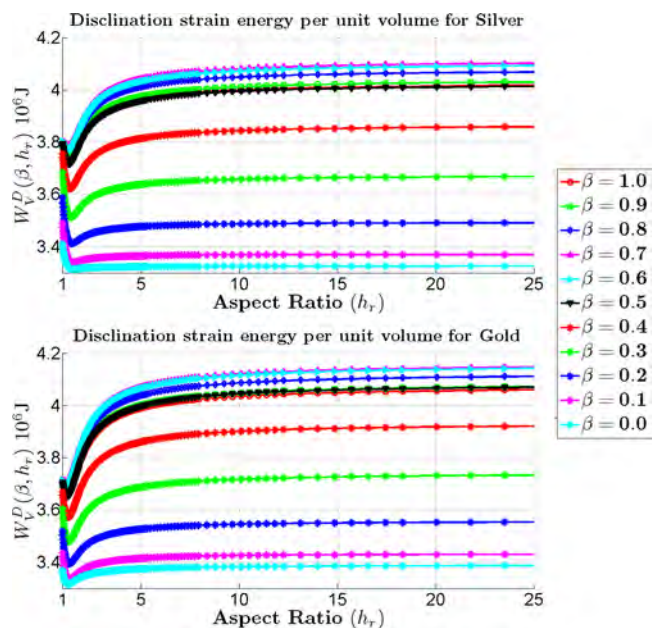 Disclination strain energy per unit volume for Silver
4.2
4
3.8
3.6
3.4
W_V^D(β, h_r) 10⁶J
1 5 10 15 20 25
Aspect Ratio (h_r)
Disclination strain energy per unit volume for Gold
4.2
4
3.8
3.6
3.4
W_V^D(β, h_r) 10⁶J
1 5 10 15 20 25
Aspect Ratio (h_r)
β = 1.0
β = 0.9
β = 0.8
β = 0.7
β = 0.6
β = 0.5
β = 0.4
β = 0.3
β = 0.2
β = 0.1
β = 0.0